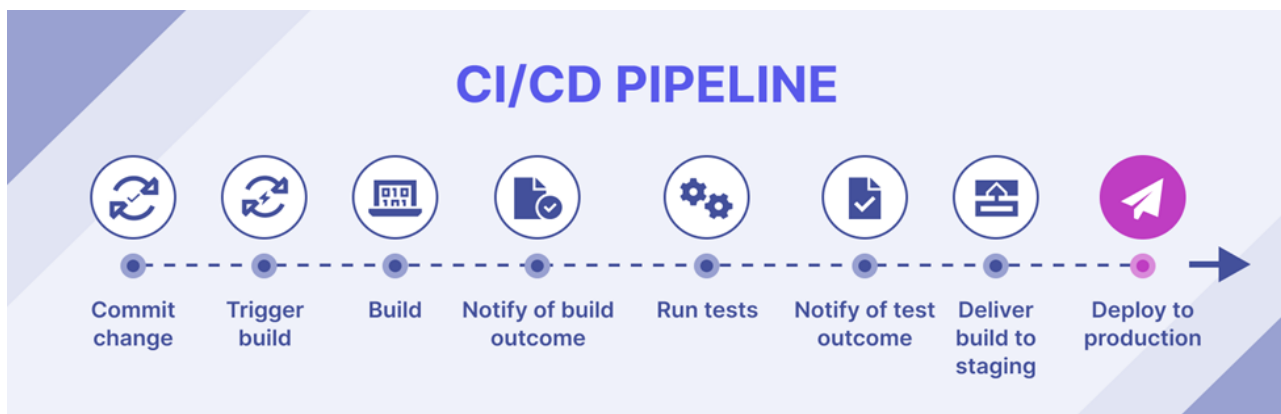 CI/CD PIPELINE
Commit
change
Trigger
build
Build
Notify of build
outcome
Run tests
Notify of test
outcome
Deliver
build to
staging
Deploy to
production